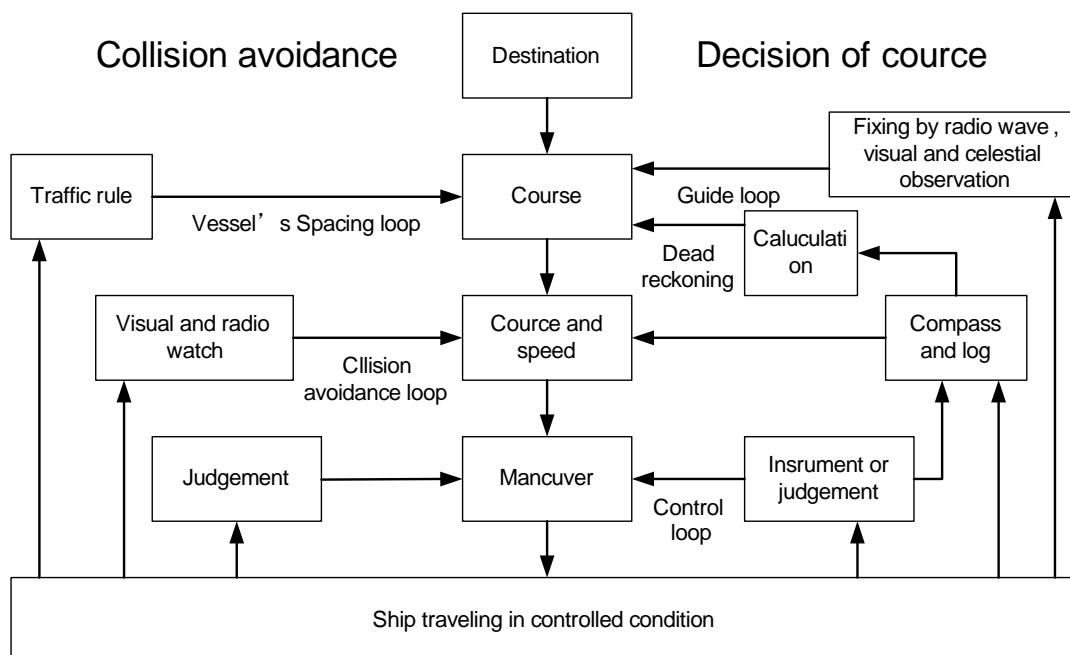 Collision avoidance
Destination
Decision of cource
Fixing by radio wave,
visual and celestial
observation
Traffic rule
Course
Vessel’s Spacing loop
Guide loop
Dead
reckoning
Caluculati
on
Visual and radio
watch
Cource and
speed
Compass
and log
Cllision
avoidance loop
Judgement
Mancuver
Insrument or
judgement
Control
loop
Ship traveling in controlled condition